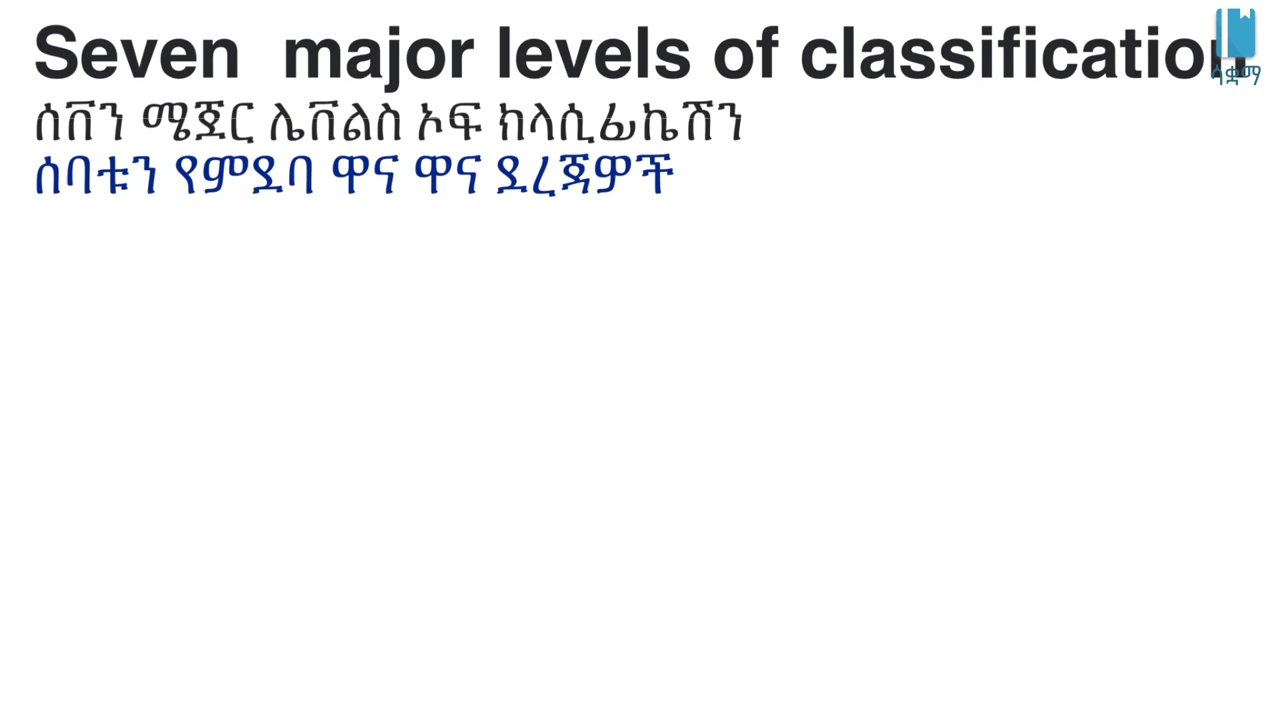 Seven major levels of classification
ሰቨን ሜጀር ሌቨልስ ኦፍ ክላሲፊኬሽን
ሰባቱን የምደባ ዋና ዋና ደረጃዎች